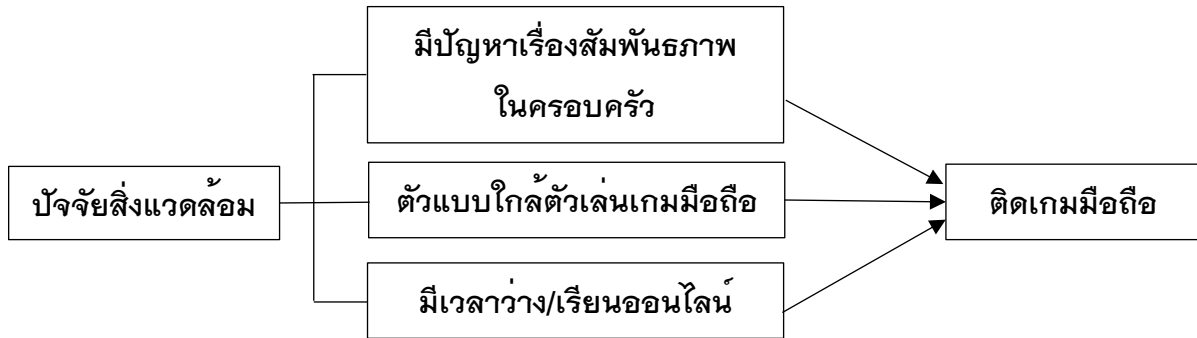 มีปัญหาเรื่องสัมพันธภาพ
ในครอบครัว
ปัจจัยสิ่งแวดล้อม
ตัวแบบใกล้ตัวเล่นเกมมือถือ
ติดเกมมือถือ
มีเวลาว่าง/เรียนออนไลน์